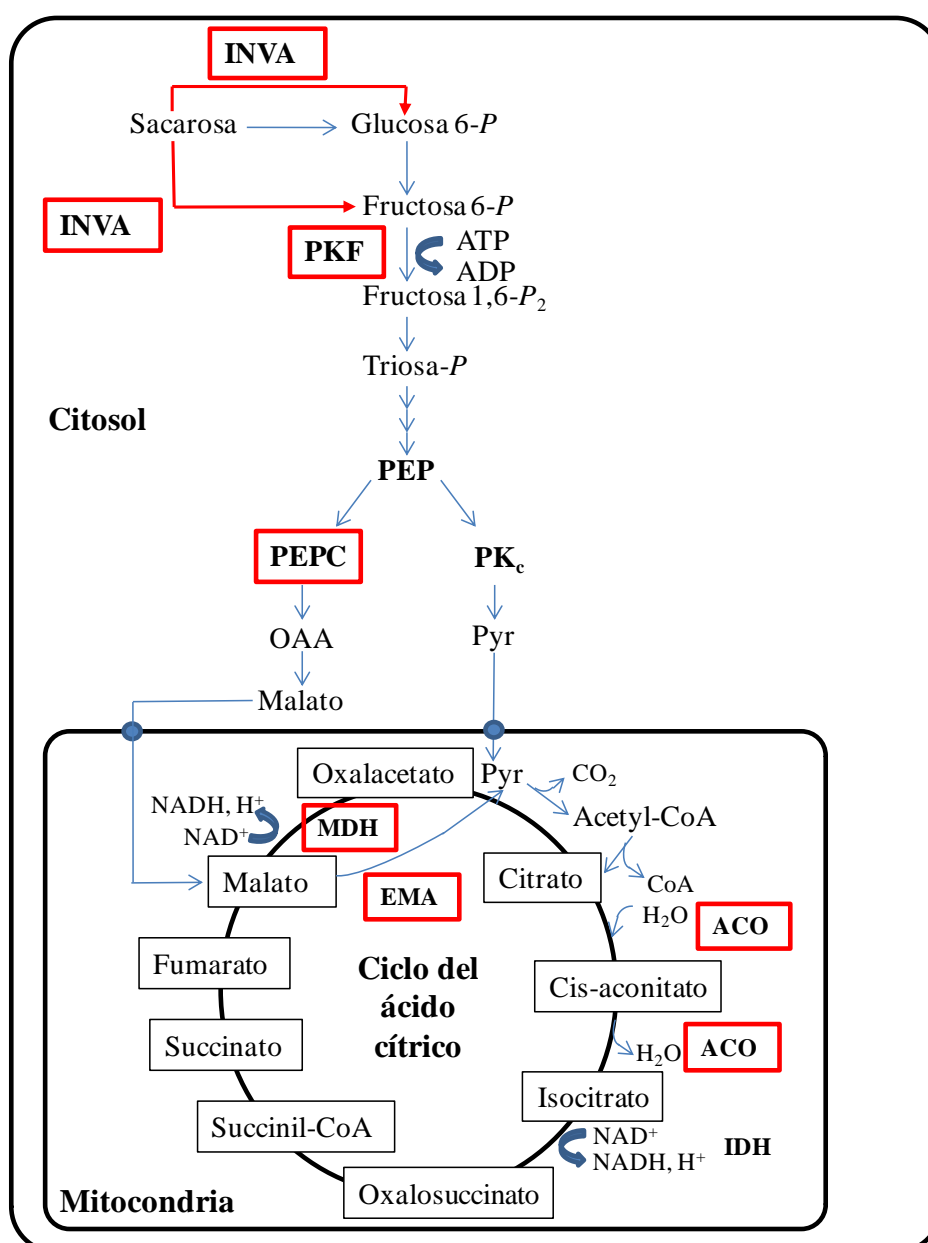 INVA
Sacarosa
Glucosa 6-P
INVA
Fructosa 6-P
PKF
ATP
ADP
Fructosa 1,6-P₂
Triosa-P
Citosol
PEP
PEPC
PKc
OAA
Pyr
Malato
Oxalacetato
Pyr
CO₂
NADH, H⁺
NAD⁺
MDH
Acetyl-CoA
Malato
EMA
Citrato
CoA
H₂O
ACO
Fumarato
Ciclo del
ácido
cítrico
Cis-aconitato
Succinato
H₂O
ACO
Isocitrato
Succinil-CoA
NAD⁺
NADH, H⁺
IDH
Oxalosuccinato
Mitocondria